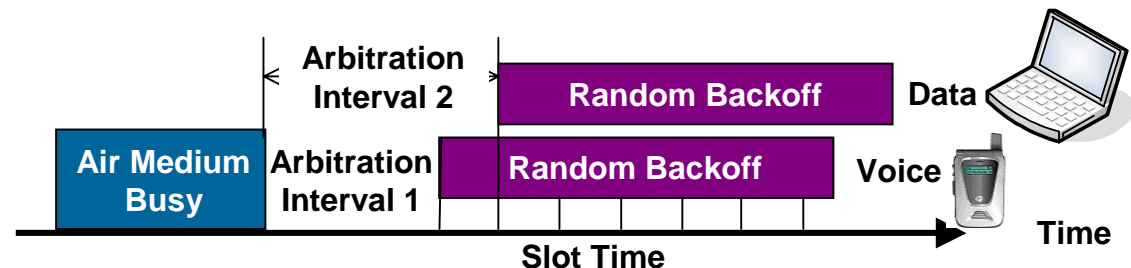 Arbitration
Interval 2
Random Backoff
Data
Air Medium
Busy
Arbitration
Interval 1
Random Backoff
Voice
Slot Time
Time